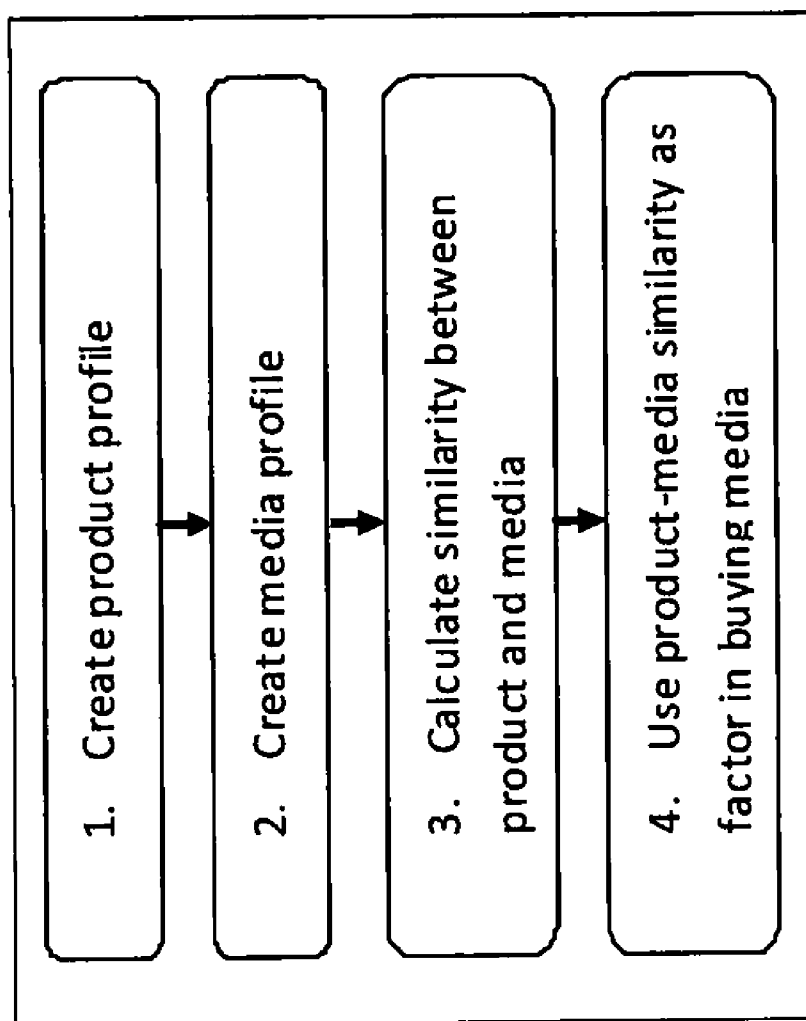 1. Create product profile
2. Create media profile
3. Calculate similarity between
product and media
4. Use product-media similarity as
factor in buying media